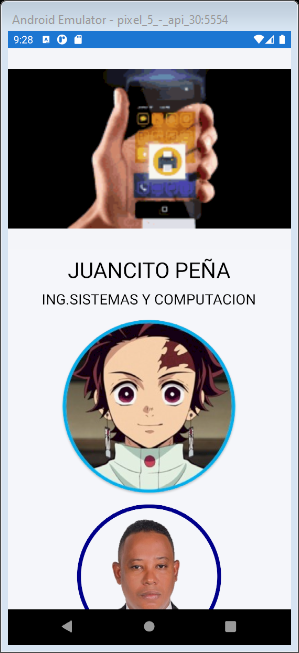 Android Emulator - pixel_5_-_api_30:5554
9:28
JUANCITO PEÑA
ING.SISTEMAS Y COMPUTACION